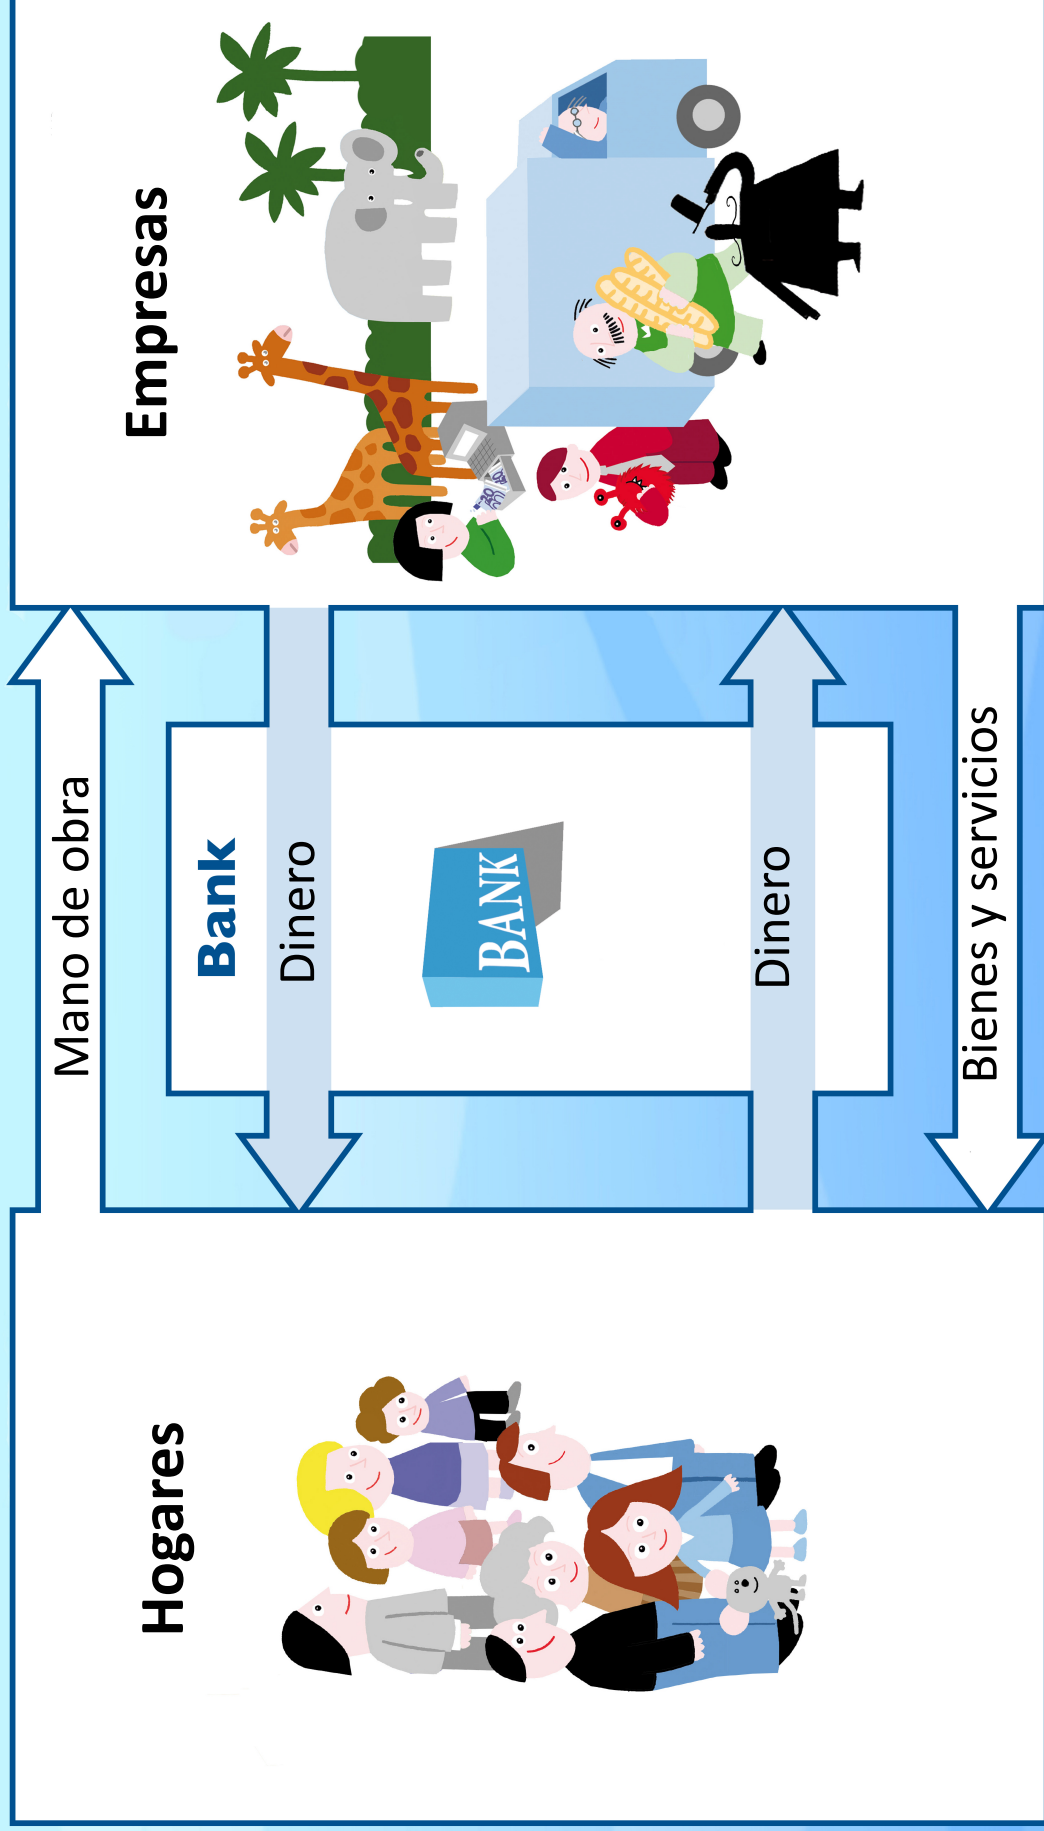 Hogares
Empresas
Mano de obra
Bank
Dinero
BANK
Dinero
Bienes y servicios